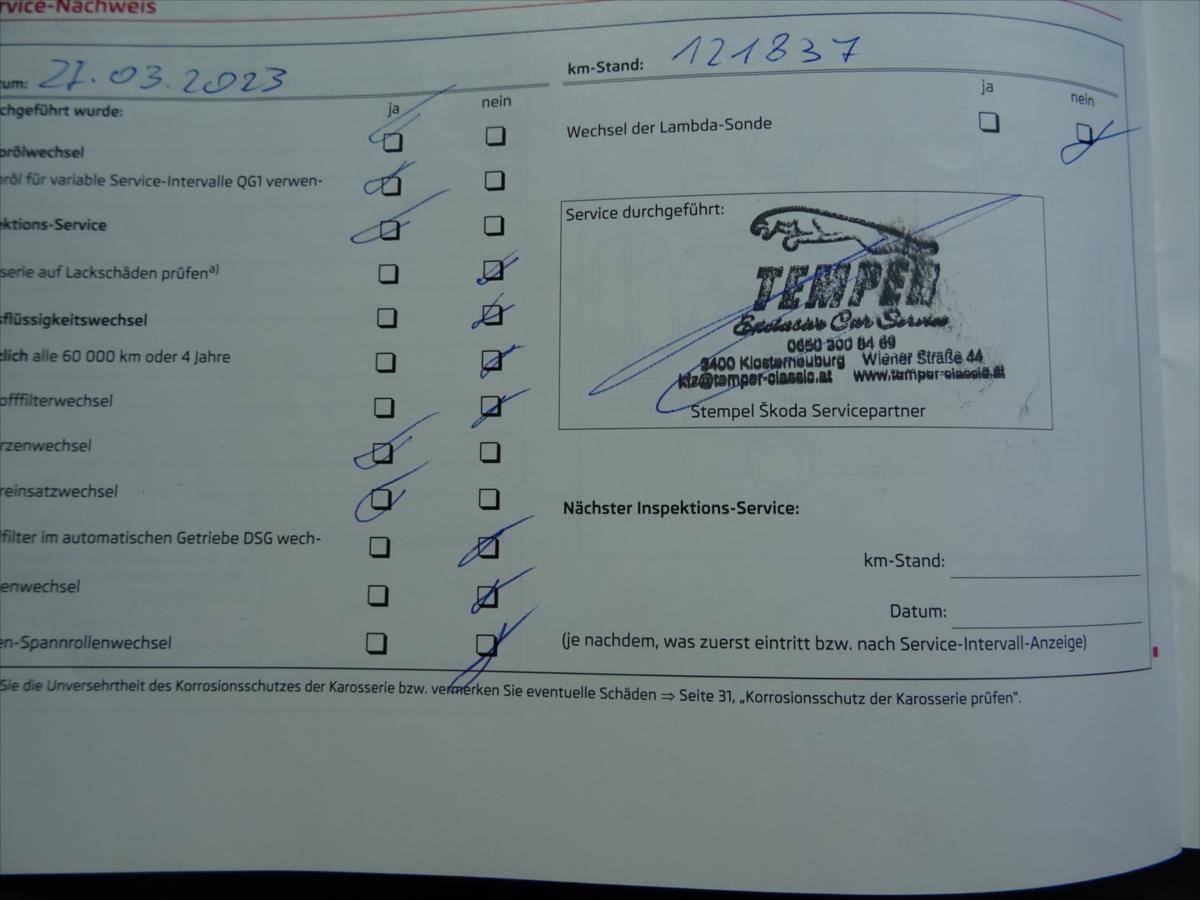 rvice-Nachweis
tum: 27.03.2023
km-Stand: 121837
chgeführt wurde:
ja nein
ja nein
orölwechsel
Wechsel der Lambda-Sonde
oröl für variable Service-Intervalle QG1 verwen-
ektions-Service
Service durchgeführt:
serie auf Lackschäden prüfena)
TEMPER
Exclusive Car Service
sflüssigkeitswechsel
0650 300 84 69
3400 Klosterneuburg Wiener Straße 44
klz@temper-classic.at www.temper-classic.at
zlich alle 60 000 km oder 4 Jahre
offfilterwechsel
Stempel Škoda Servicepartner
rzenwechsel
reinsatzwechsel
Nächster Inspektions-Service:
lfilter im automatischen Getriebe DSG wech-
km-Stand:
enwechsel
Datum:
en-Spannrollenwechsel
(je nachdem, was zuerst eintritt bzw. nach Service-Intervall-Anzeige)
Sie die Unversehrtheit des Korrosionsschutzes der Karosserie bzw. vermerken Sie eventuelle Schäden ⇒ Seite 31, „Korrosionsschutz der Karosserie prüfen".